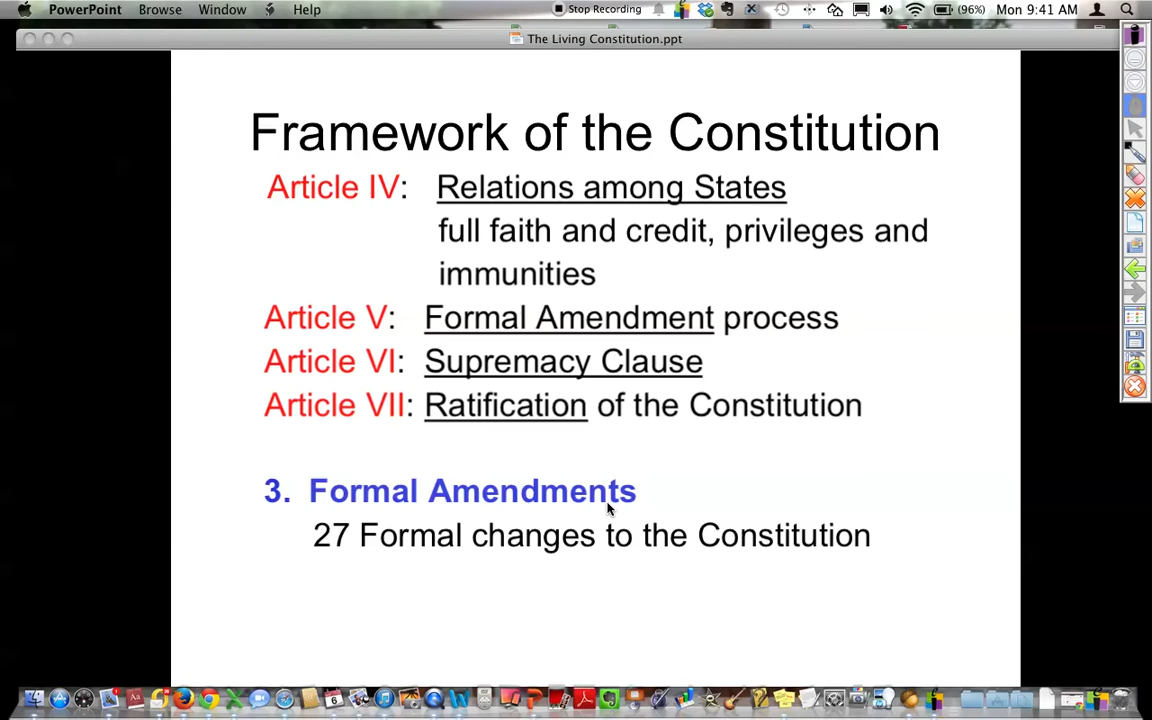 PowerPoint Browse Window Help Stop Recording (96%) Mon 9:41 AM
The Living Constitution.ppt
Framework of the Constitution
Article IV: Relations among States
full faith and credit, privileges and
immunities
Article V: Formal Amendment process
Article VI: Supremacy Clause
Article VII: Ratification of the Constitution
3. Formal Amendments
27 Formal changes to the Constitution